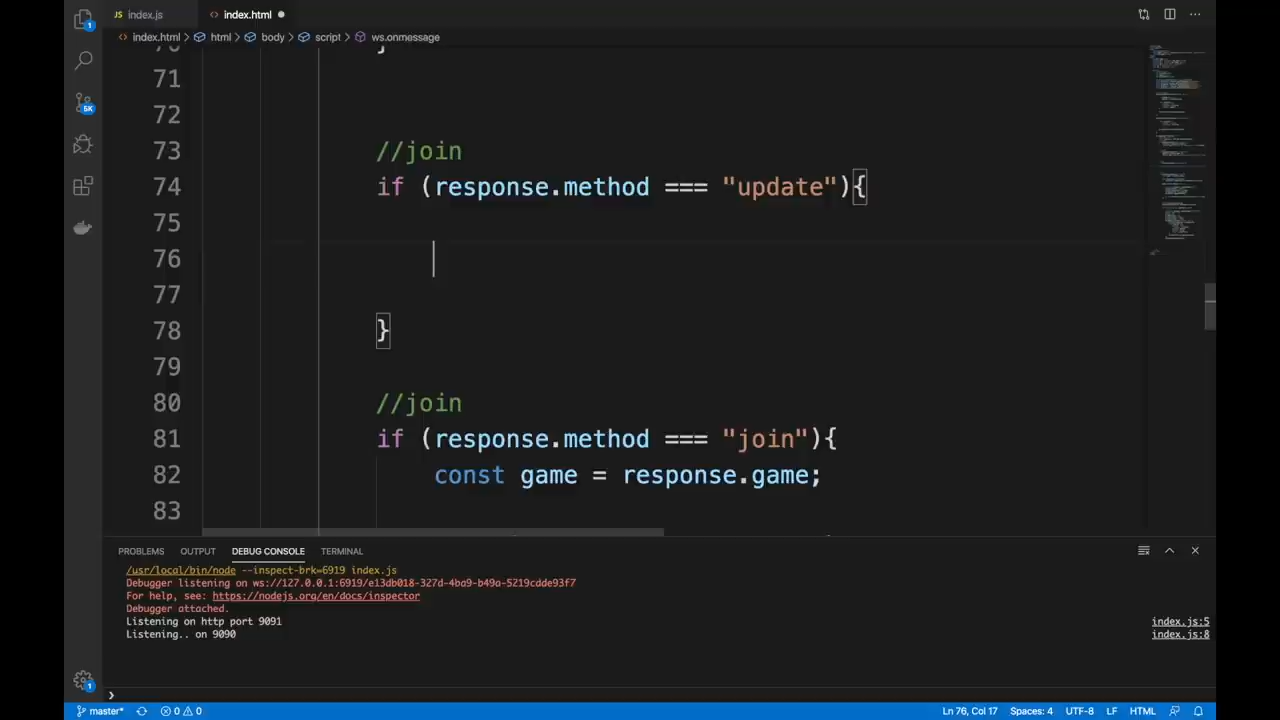 index.js
index.html
index.html
html
body
script
ws.onmessage
1
5K
1
71
72
73 //join
74 if (response.method === "update"){
75
76
77
78 }
79
80 //join
81 if (response.method === "join"){
82 const game = response.game;
83
PROBLEMS OUTPUT DEBUG CONSOLE TERMINAL
/usr/local/bin/node --inspect-brk=6919 index.js
Debugger listening on ws://127.0.0.1:6919/e13db018-327d-4ba9-b49a-5219cdde93f7
For help, see: https://nodejs.org/en/docs/inspector
Debugger attached.
Listening on http port 9091 index.js:5
Listening.. on 9090 index.js:8
master* 0 0 Ln 76, Col 17 Spaces: 4 UTF-8 LF HTML